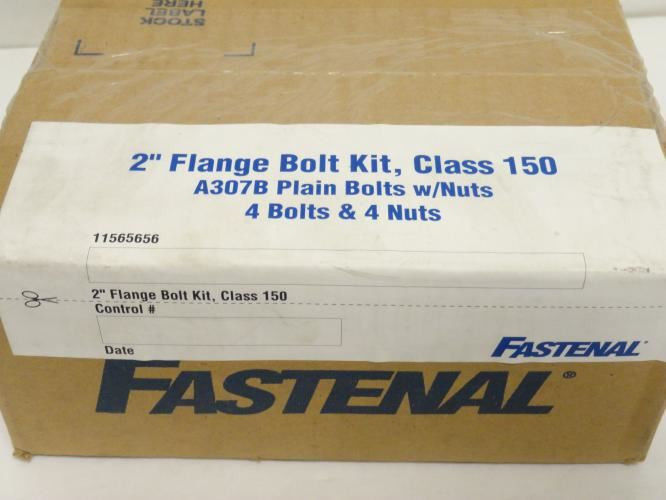 STOCK
LABEL
HERE
2" Flange Bolt Kit, Class 150
A307B Plain Bolts w/Nuts
4 Bolts & 4 Nuts
11565656
2" Flange Bolt Kit, Class 150
Control #
Date
FASTENAL®
FASTENAL®